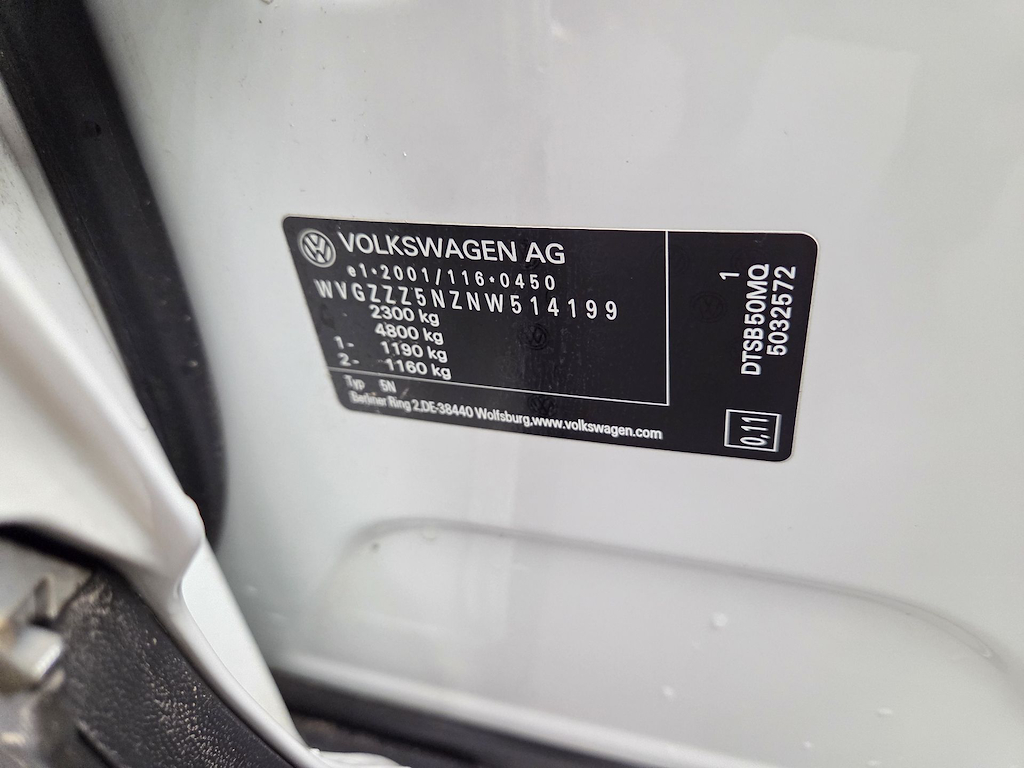 VOLKSWAGEN AG
e1*2001/116*0450
WVGZZZ5NZNW514199
2300 kg
4800 kg
1- 1190 kg
2- 1160 kg
Typ 5N
Berliner Ring 2,DE-38440 Wolfsburg,www.volkswagen.com
1
DTSB50MQ
5032572
0,11